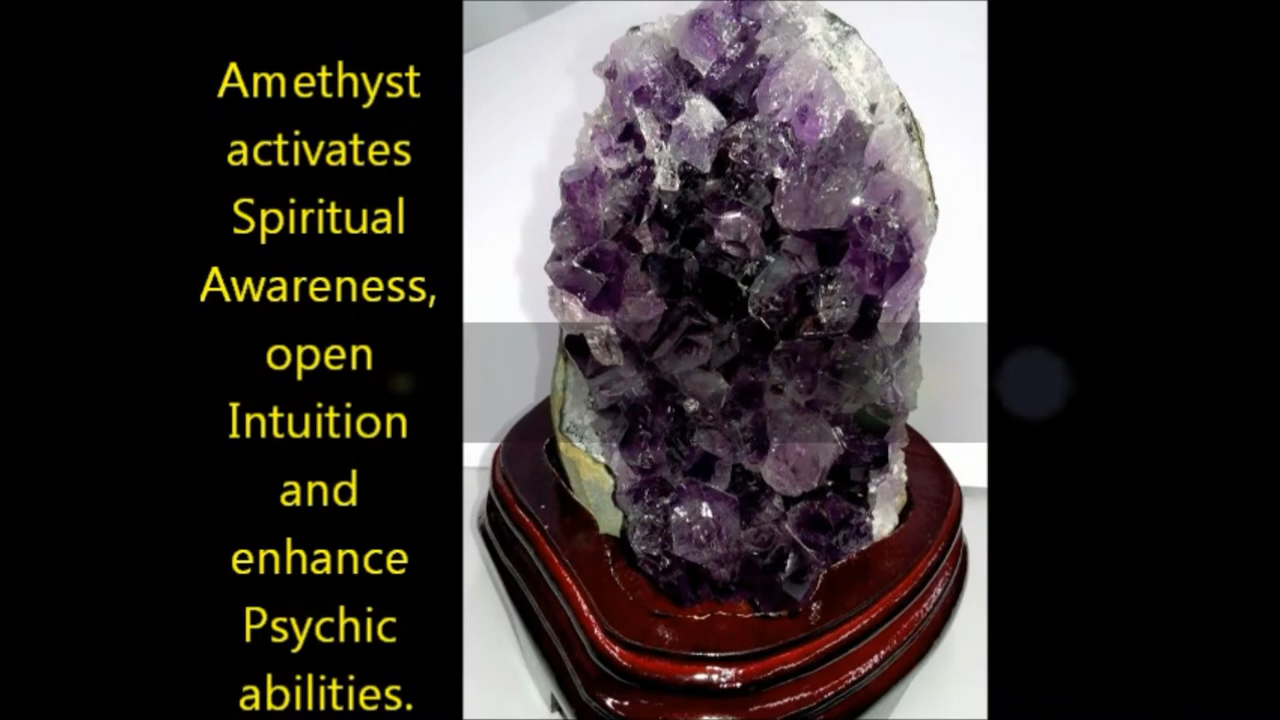 Amethyst
activates
Spiritual
Awareness,
open
Intuition
and
enhance
Psychic
abilities.